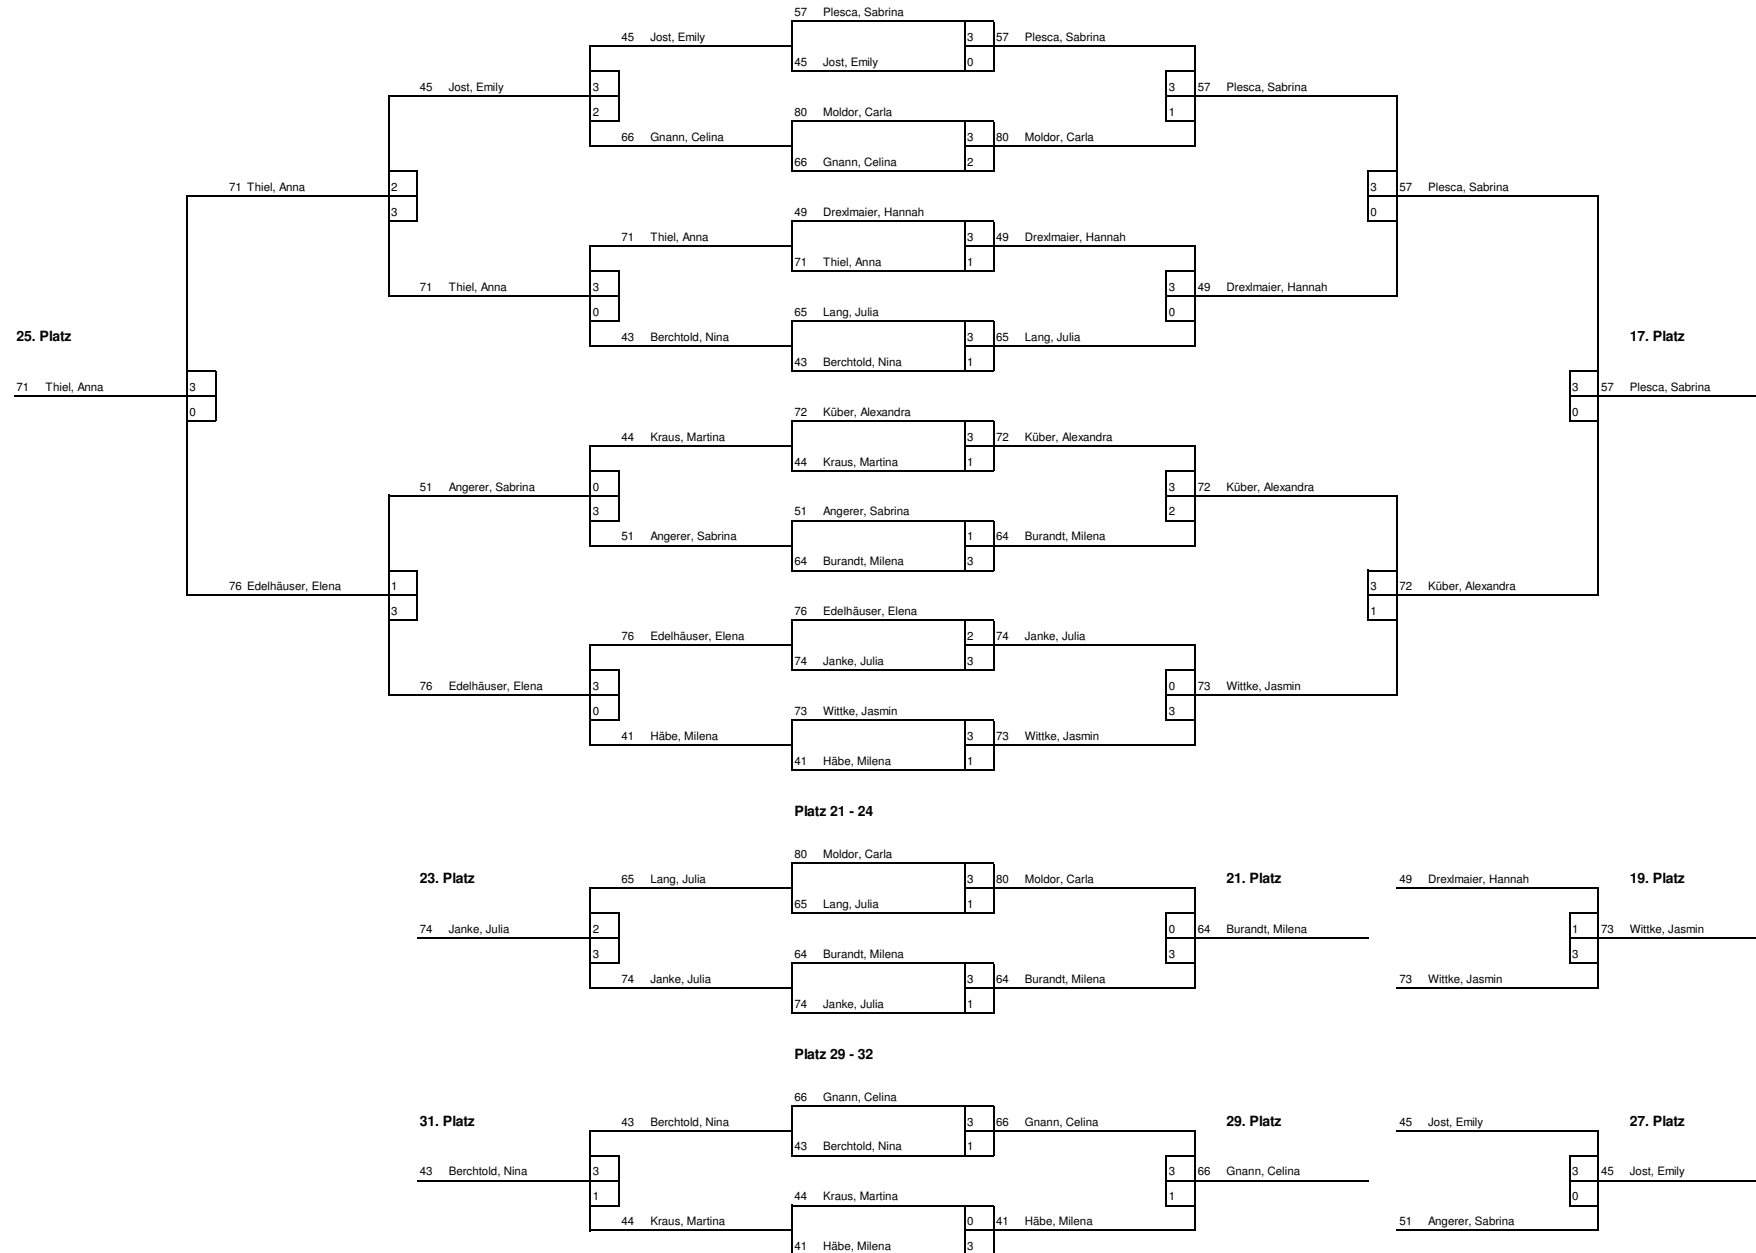 57 Plesca, Sabrina
45 Jost, Emily 3 57 Plesca, Sabrina
45 Jost, Emily 0
45 Jost, Emily 3 3 57 Plesca, Sabrina
2 80 Moldor, Carla 1
66 Gnann, Celina 3 80 Moldor, Carla
66 Gnann, Celina 2
71 Thiel, Anna 2 3 57 Plesca, Sabrina
3 49 Drexlmaier, Hannah 0
71 Thiel, Anna 3 49 Drexlmaier, Hannah
71 Thiel, Anna 1
71 Thiel, Anna 3 3 49 Drexlmaier, Hannah
0 65 Lang, Julia 0
25. Platz 43 Berchtold, Nina 3 65 Lang, Julia 17. Platz
43 Berchtold, Nina 1
71 Thiel, Anna 3 3 57 Plesca, Sabrina
0 72 Küber, Alexandra 0
44 Kraus, Martina 3 72 Küber, Alexandra
44 Kraus, Martina 1
51 Angerer, Sabrina 0 3 72 Küber, Alexandra
3 51 Angerer, Sabrina 2
51 Angerer, Sabrina 1 64 Burandt, Milena
64 Burandt, Milena 3
76 Edelhäuser, Elena 1 3 72 Küber, Alexandra
3 76 Edelhäuser, Elena 1
76 Edelhäuser, Elena 2 74 Janke, Julia
74 Janke, Julia 3
76 Edelhäuser, Elena 3 0 73 Wittke, Jasmin
0 73 Wittke, Jasmin 3
41 Häbe, Milena 3 73 Wittke, Jasmin
41 Häbe, Milena 1
Platz 21 - 24
80 Moldor, Carla
23. Platz 65 Lang, Julia 3 80 Moldor, Carla 21. Platz 49 Drexlmaier, Hannah 19. Platz
65 Lang, Julia 1
74 Janke, Julia 2 0 64 Burandt, Milena 1 73 Wittke, Jasmin
3 64 Burandt, Milena 3 3
74 Janke, Julia 3 64 Burandt, Milena 73 Wittke, Jasmin
74 Janke, Julia 1
Platz 29 - 32
66 Gnann, Celina
31. Platz 43 Berchtold, Nina 3 66 Gnann, Celina 29. Platz 45 Jost, Emily 27. Platz
43 Berchtold, Nina 1
43 Berchtold, Nina 3 3 66 Gnann, Celina 3 45 Jost, Emily
1 44 Kraus, Martina 1 0
44 Kraus, Martina 0 41 Häbe, Milena 51 Angerer, Sabrina
41 Häbe, Milena 3